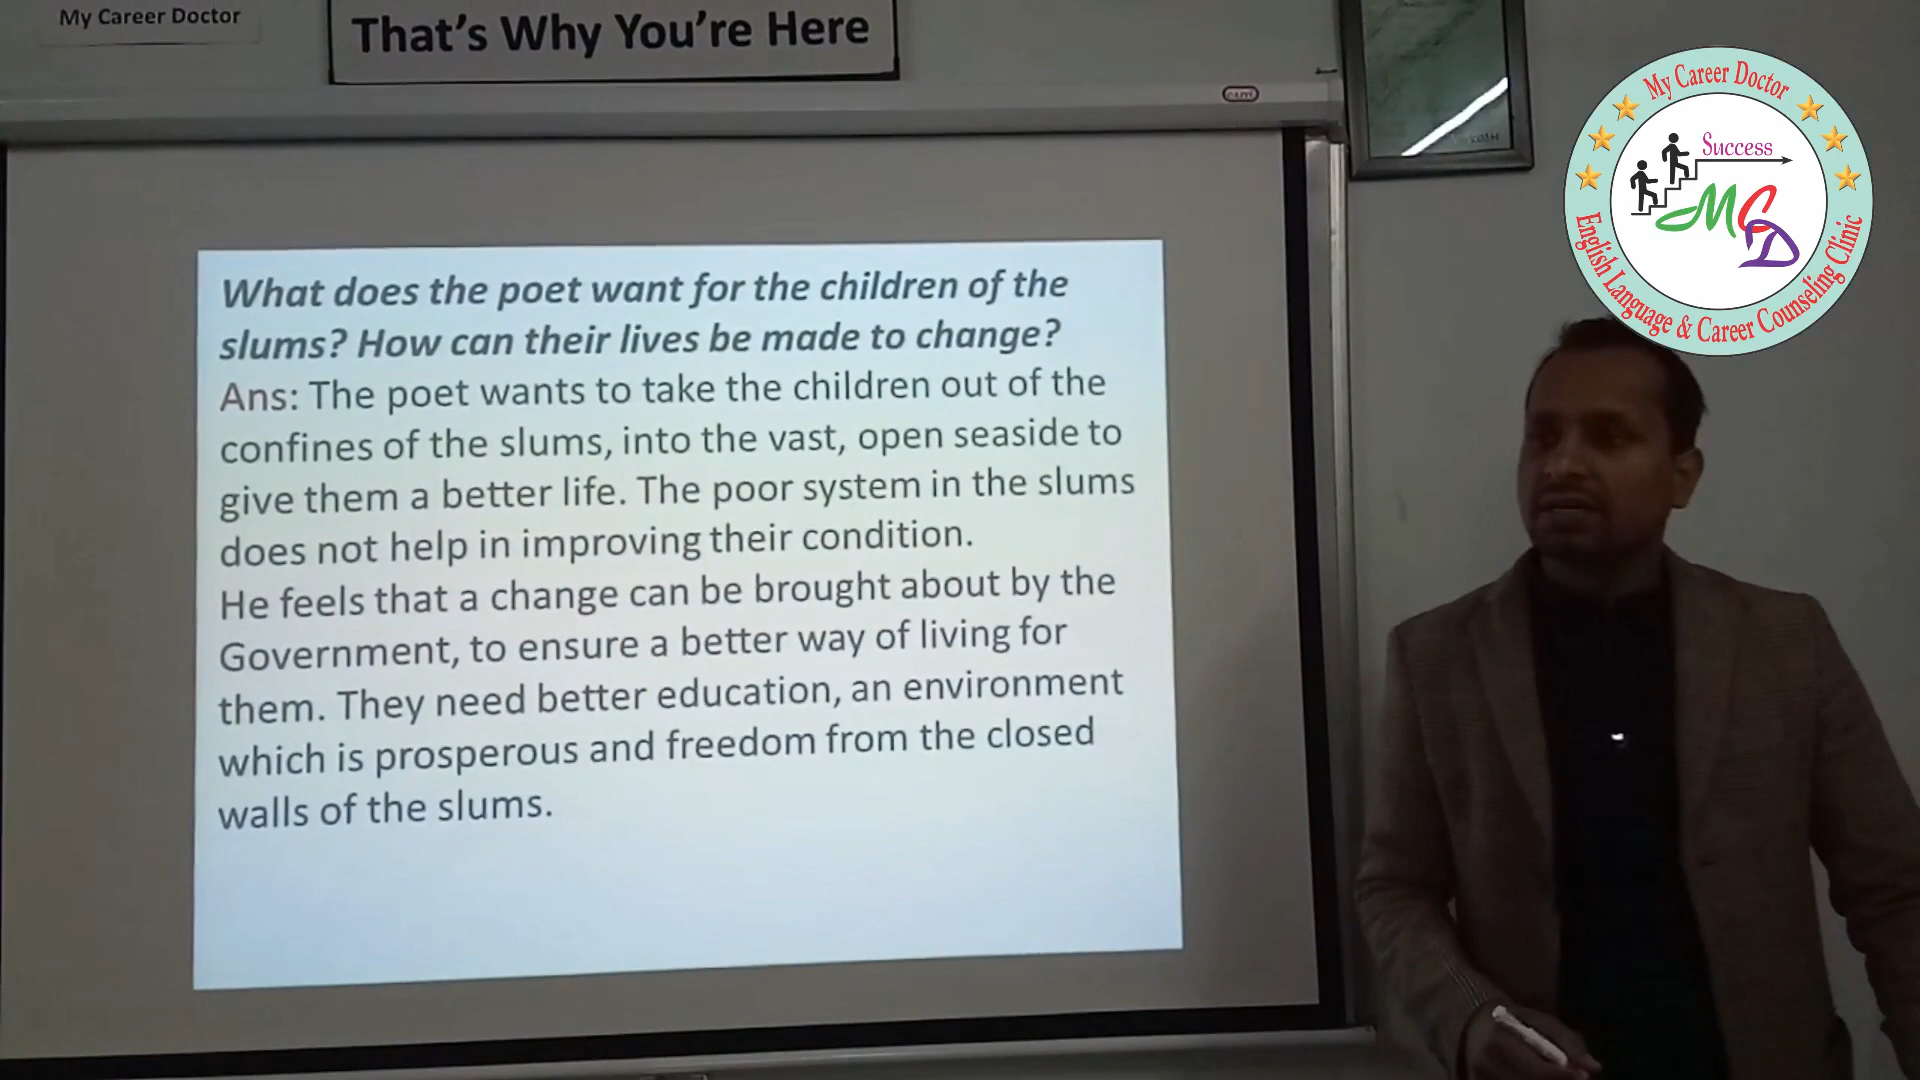 My Career Doctor
That's Why You're Here
My Career Doctor
Success
MCD
English Language & Career Counseling Clinic
What does the poet want for the children of the
slums? How can their lives be made to change?
Ans: The poet wants to take the children out of the
confines of the slums, into the vast, open seaside to
give them a better life. The poor system in the slums
does not help in improving their condition.
He feels that a change can be brought about by the
Government, to ensure a better way of living for
them. They need better education, an environment
which is prosperous and freedom from the closed
walls of the slums.